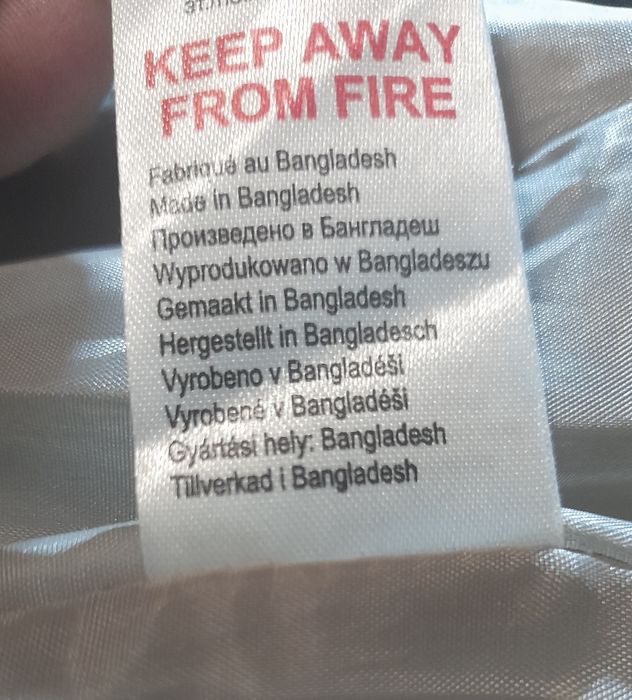 KEEP AWAY
FROM FIRE
Fabriqué au Bangladesh
Made in Bangladesh
Произведено в Бангладеш
Wyprodukowano w Bangladeszu
Gemaakt in Bangladesh
Hergestellt in Bangladesch
Vyrobeno v Bangladéši
Vyrobené v Bangladéši
Gyártási hely: Bangladesh
Tillverkad i Bangladesh